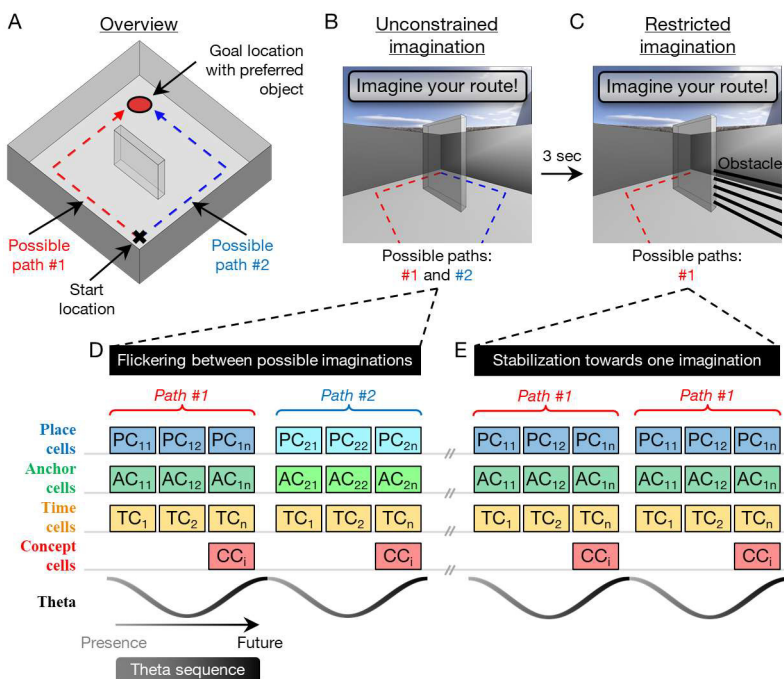 A
Overview
Goal location
with preferred
object
Possible
path #1
Start
location
Possible
path #2
B
Unconstrained
imagination
Imagine your route!
Possible paths:
#1 and #2
3 sec
C
Restricted
imagination
Imagine your route!
Obstacle
Possible paths:
#1
D
Flickering between possible imaginations
E
Stabilization towards one imagination
Path #1
Path #2
Path #1
Path #1
Place
cells
PC₁₁ PC₁₂ PC₁ₙ PC₂₁ PC₂₂ PC₂ₙ // PC₁₁ PC₁₂ PC₁ₙ PC₁₁ PC₁₂ PC₁ₙ
Anchor
cells
AC₁₁ AC₁₂ AC₁ₙ AC₂₁ AC₂₂ AC₂ₙ // AC₁₁ AC₁₂ AC₁ₙ AC₁₁ AC₁₂ AC₁ₙ
Time
cells
TC₁ TC₂ TCₙ TC₁ TC₂ TCₙ // TC₁ TC₂ TCₙ TC₁ TC₂ TCₙ
Concept
cells
CCᵢ CCᵢ // CCᵢ CCᵢ
Theta
//
Presence Future
Theta sequence